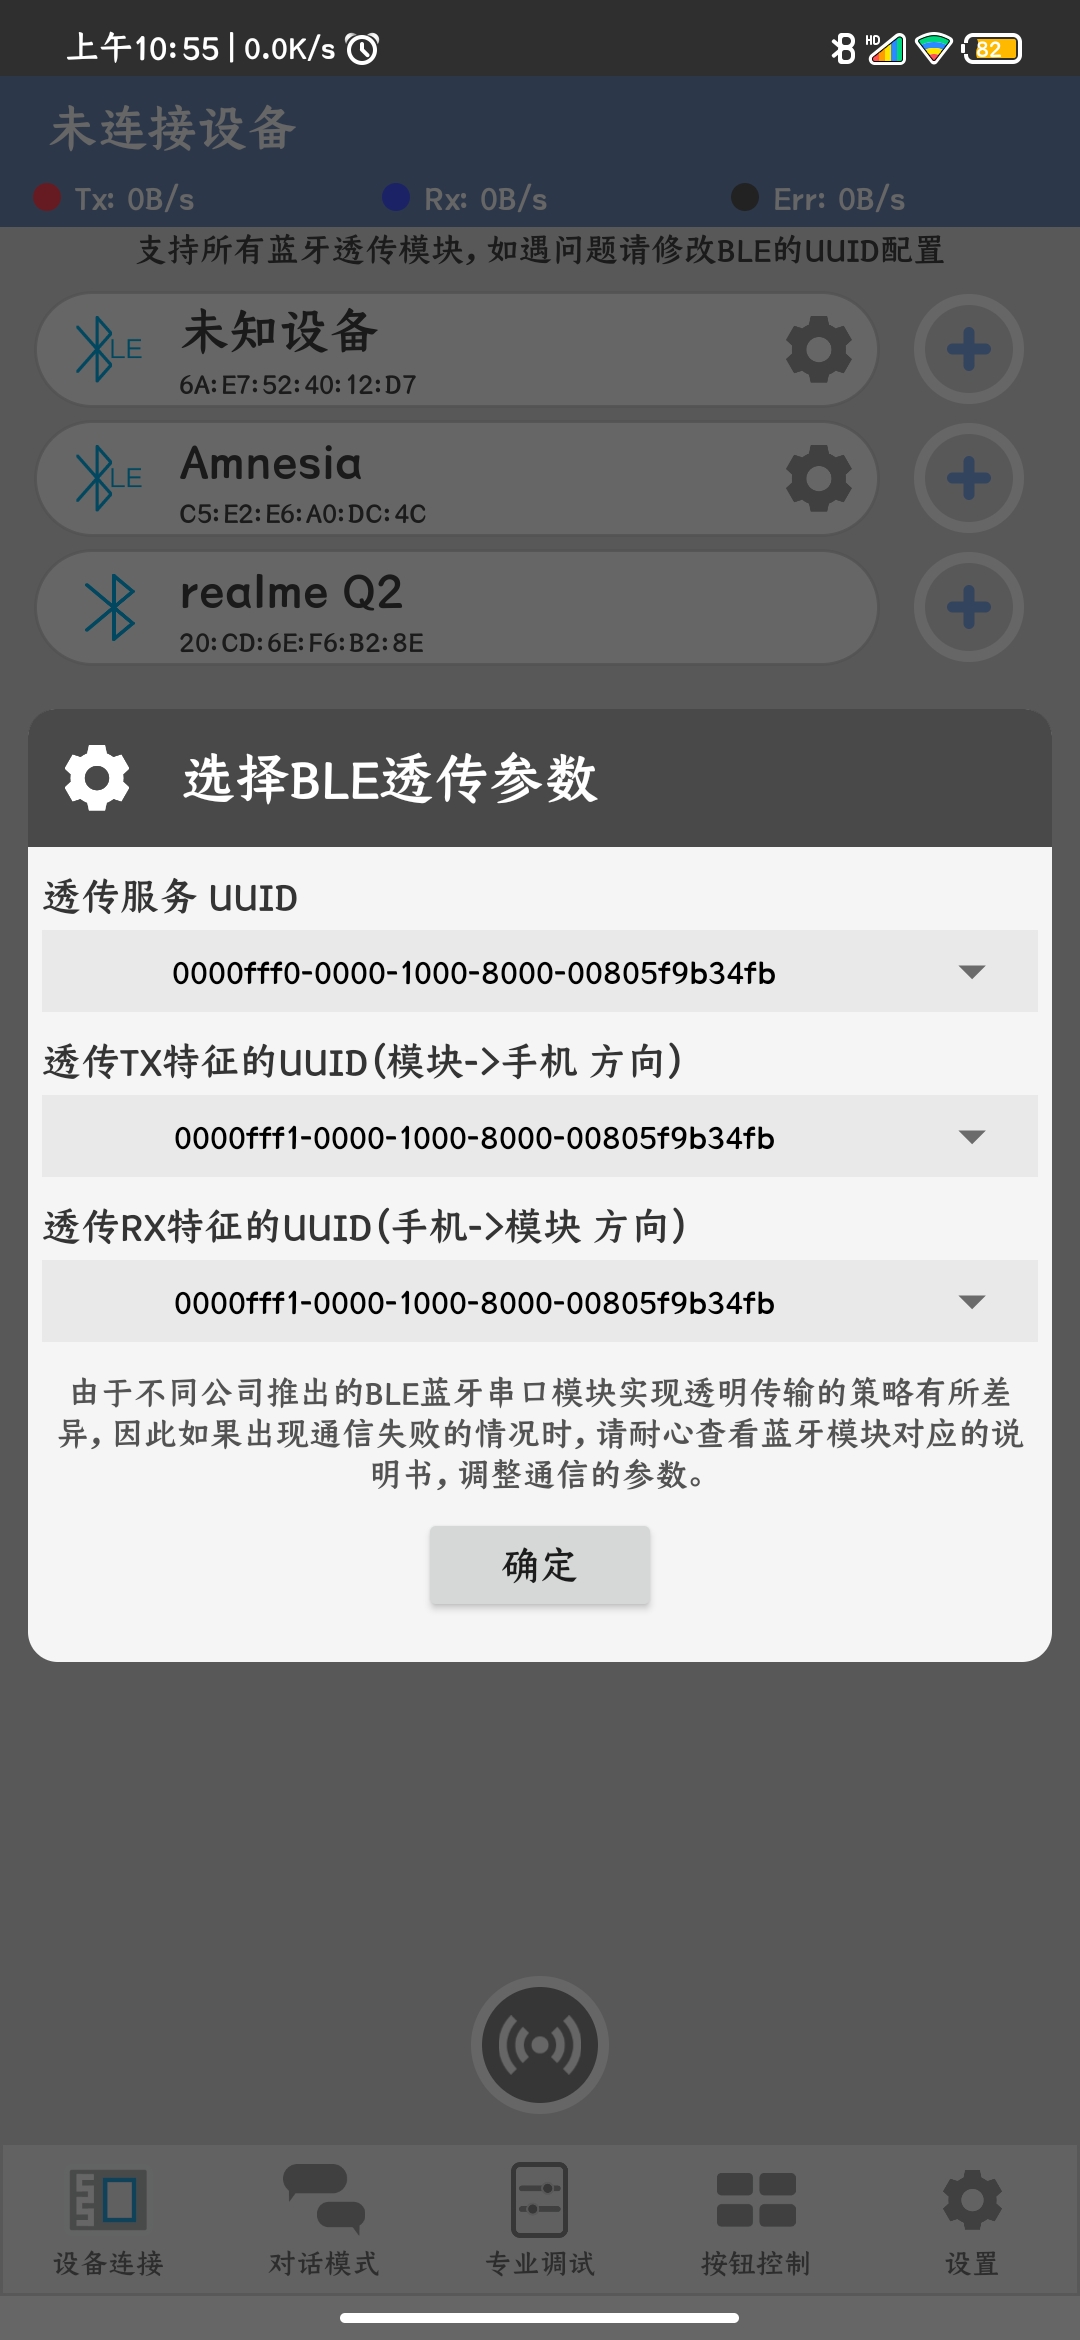 上午10:55 | 0.0K/s
HD
82
未连接设备
Tx: 0B/s
Rx: 0B/s
Err: 0B/s
支持所有蓝牙透传模块,如遇问题请修改BLE的UUID配置
LE
未知设备
6A:E7:52:40:12:D7
LE
Amnesia
C5:E2:E6:A0:DC:4C
realme Q2
20:CD:6E:F6:B2:8E
选择BLE透传参数
透传服务 UUID
0000fff0-0000-1000-8000-00805f9b34fb
透传TX特征的UUID(模块->手机 方向)
0000fff1-0000-1000-8000-00805f9b34fb
透传RX特征的UUID(手机->模块 方向)
0000fff1-0000-1000-8000-00805f9b34fb
由于不同公司推出的BLE蓝牙串口模块实现透明传输的策略有所差
异,因此如果出现通信失败的情况时,请耐心查看蓝牙模块对应的说
明书,调整通信的参数。
确定
设备连接
对话模式
专业调试
按钮控制
设置